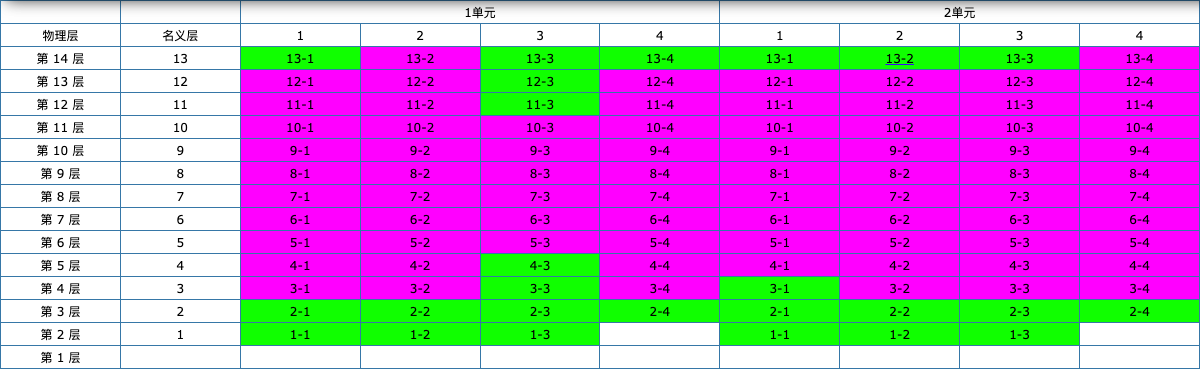 1单元 2单元
物理层 名义层 1 2 3 4 1 2 3 4
第 14 层 13 13-1 13-2 13-3 13-4 13-1 13-2 13-3 13-4
第 13 层 12 12-1 12-2 12-3 12-4 12-1 12-2 12-3 12-4
第 12 层 11 11-1 11-2 11-3 11-4 11-1 11-2 11-3 11-4
第 11 层 10 10-1 10-2 10-3 10-4 10-1 10-2 10-3 10-4
第 10 层 9 9-1 9-2 9-3 9-4 9-1 9-2 9-3 9-4
第 9 层 8 8-1 8-2 8-3 8-4 8-1 8-2 8-3 8-4
第 8 层 7 7-1 7-2 7-3 7-4 7-1 7-2 7-3 7-4
第 7 层 6 6-1 6-2 6-3 6-4 6-1 6-2 6-3 6-4
第 6 层 5 5-1 5-2 5-3 5-4 5-1 5-2 5-3 5-4
第 5 层 4 4-1 4-2 4-3 4-4 4-1 4-2 4-3 4-4
第 4 层 3 3-1 3-2 3-3 3-4 3-1 3-2 3-3 3-4
第 3 层 2 2-1 2-2 2-3 2-4 2-1 2-2 2-3 2-4
第 2 层 1 1-1 1-2 1-3 1-1 1-2 1-3
第 1 层